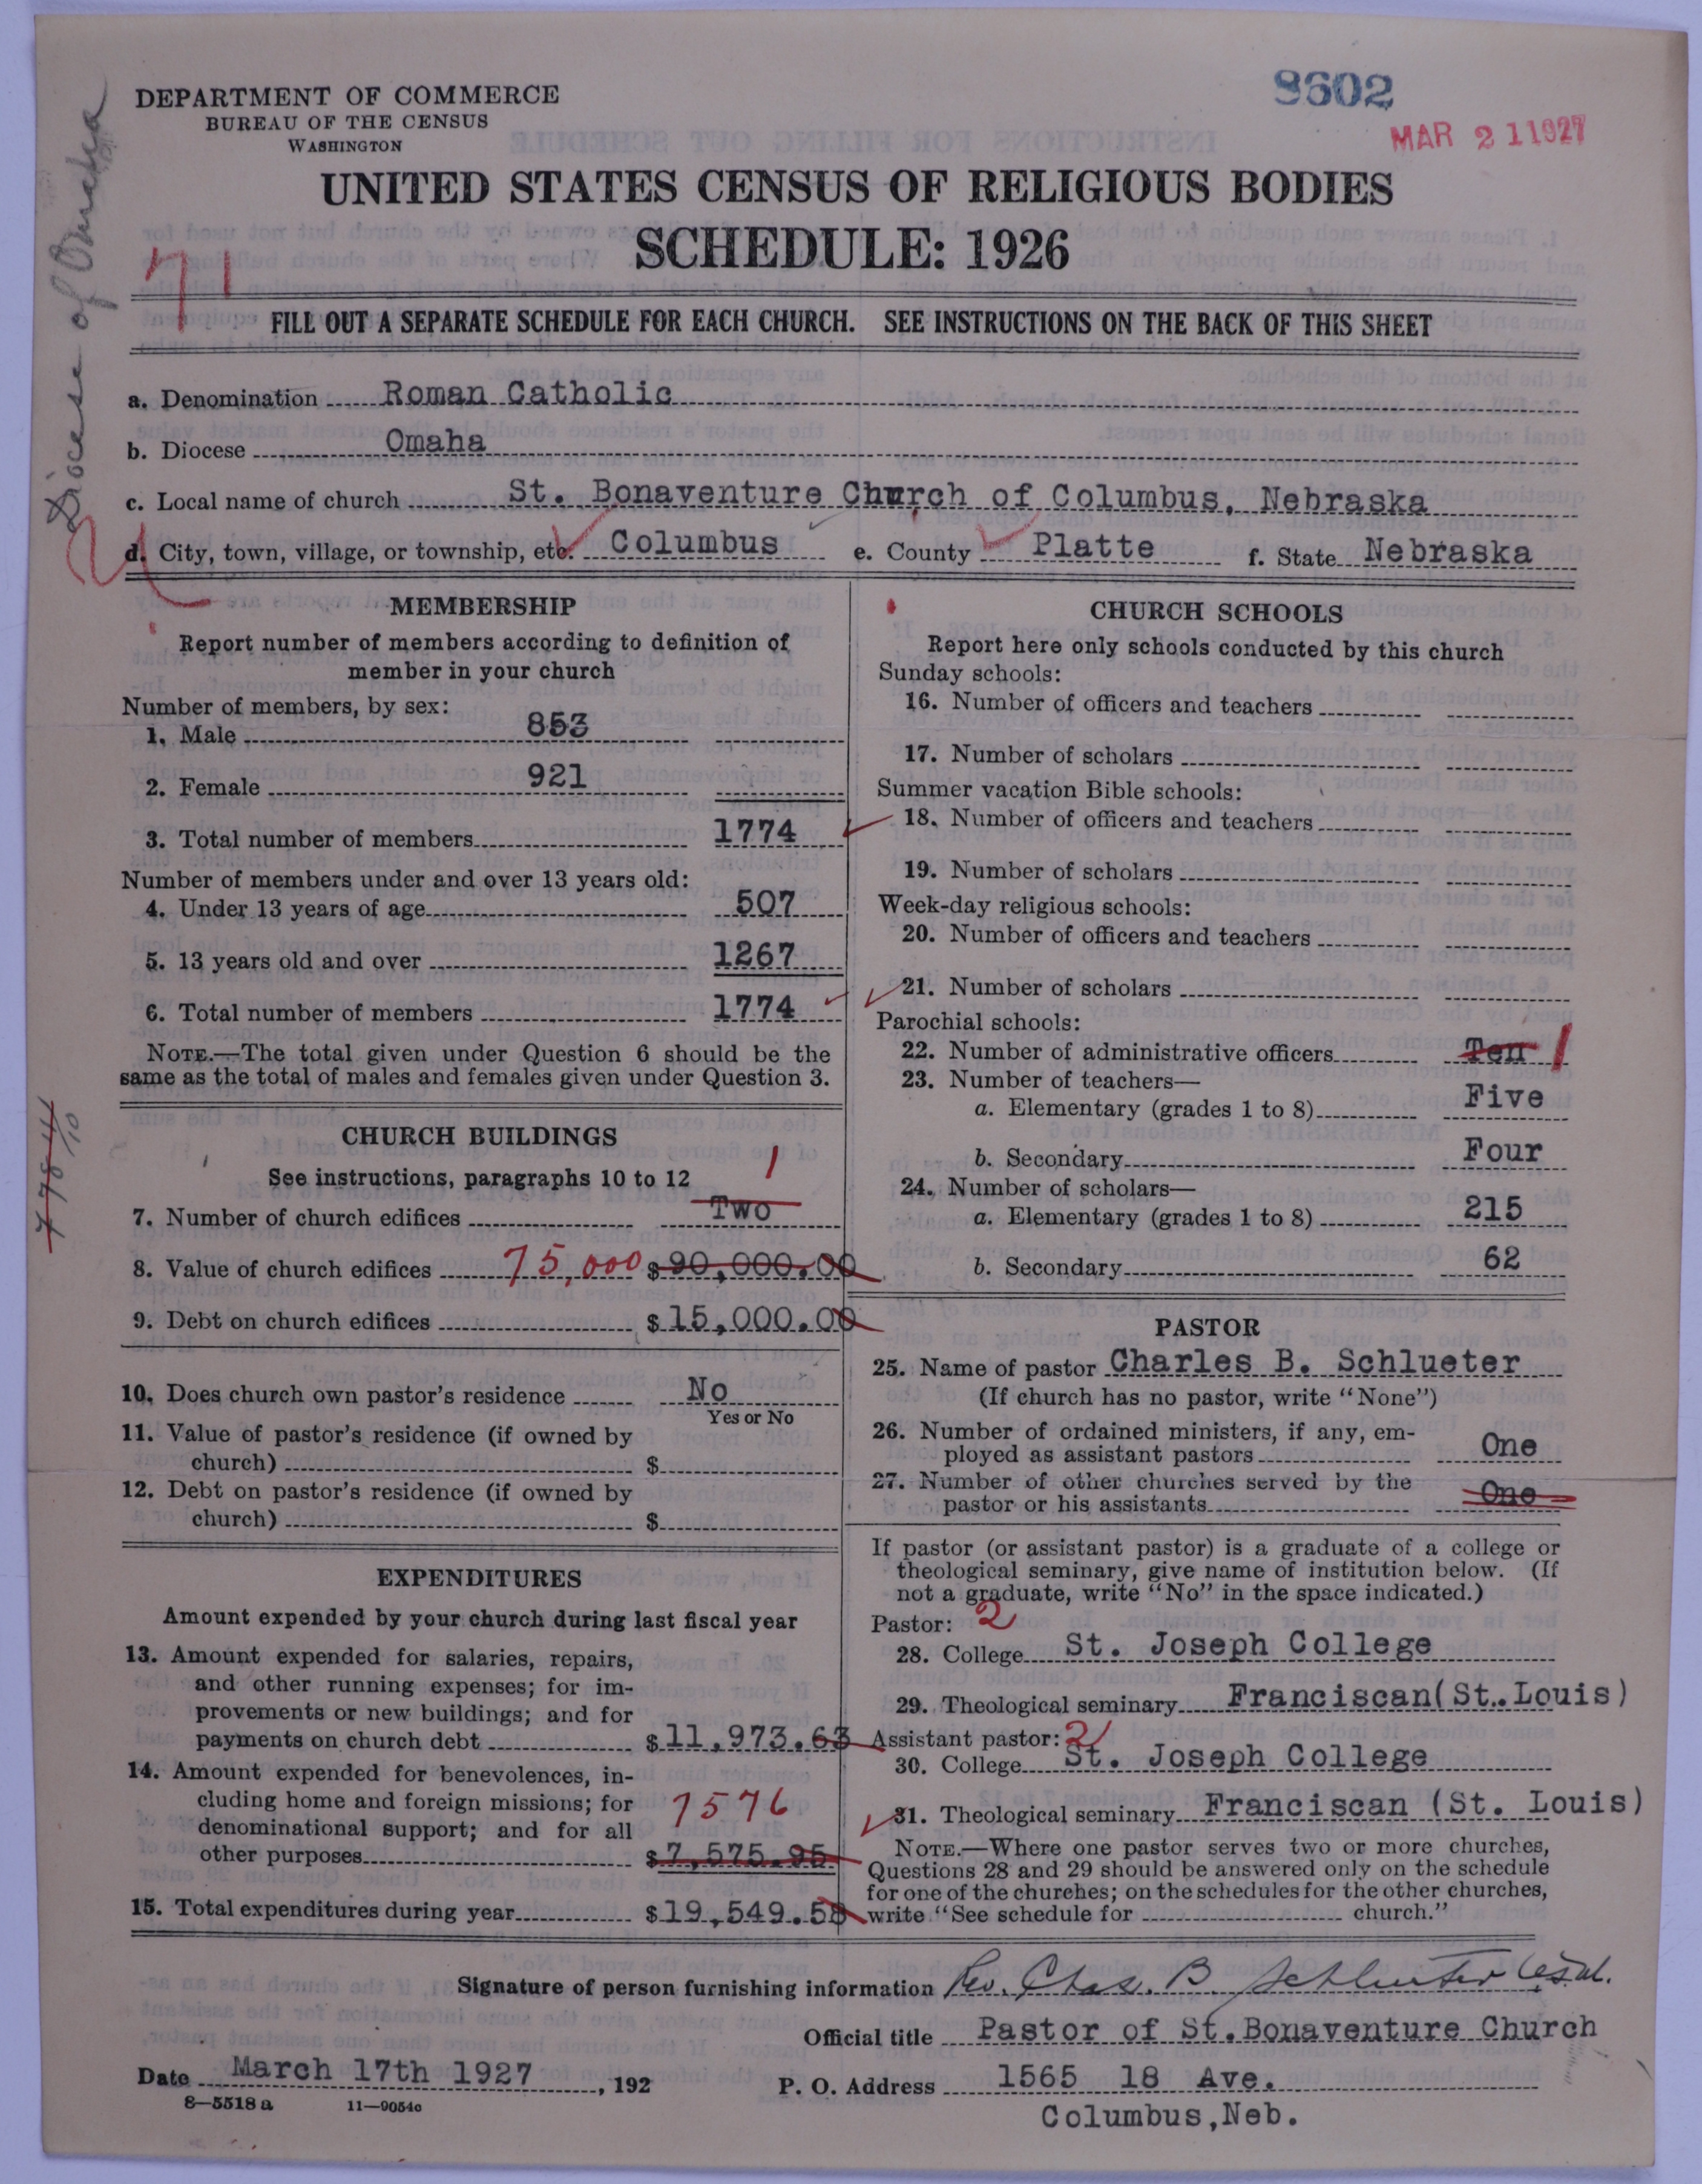 DEPARTMENT OF COMMERCE
BUREAU OF THE CENSUS
WASHINGTON
8602
MAR 21 1927
Diocese of Omaha
UNITED STATES CENSUS OF RELIGIOUS BODIES
SCHEDULE: 1926
71
FILL OUT A SEPARATE SCHEDULE FOR EACH CHURCH. SEE INSTRUCTIONS ON THE BACK OF THIS SHEET
a. Denomination Roman Catholic
b. Diocese Omaha
c. Local name of church St. Bonaventure Church of Columbus, Nebraska
d. City, town, village, or township, etc. Columbus e. County Platte f. State Nebraska
MEMBERSHIP
Report number of members according to definition of
member in your church
Number of members, by sex:
1. Male 853
2. Female 921
3. Total number of members 1774
Number of members under and over 13 years old:
4. Under 13 years of age 507
5. 13 years old and over 1267
6. Total number of members 1774
NOTE.—The total given under Question 6 should be the
same as the total of males and females given under Question 3.
CHURCH BUILDINGS
See instructions, paragraphs 10 to 12
1
7. Number of church edifices Two
8. Value of church edifices 75,000 $90,000.00
9. Debt on church edifices $15,000.00
10. Does church own pastor's residence No
Yes or No
11. Value of pastor's residence (if owned by
church) $
12. Debt on pastor's residence (if owned by
church) $
EXPENDITURES
Amount expended by your church during last fiscal year
13. Amount expended for salaries, repairs,
and other running expenses; for im-
provements or new buildings; and for
payments on church debt $11,973.63
14. Amount expended for benevolences, in-
cluding home and foreign missions; for
denominational support; and for all
7576
other purposes $7,575.95
15. Total expenditures during year $19,549.58
CHURCH SCHOOLS
Report here only schools conducted by this church
Sunday schools:
16. Number of officers and teachers
17. Number of scholars
Summer vacation Bible schools:
18. Number of officers and teachers
19. Number of scholars
Week-day religious schools:
20. Number of officers and teachers
21. Number of scholars
Parochial schools:
22. Number of administrative officers Ten 1
23. Number of teachers—
a. Elementary (grades 1 to 8) Five
b. Secondary Four
24. Number of scholars—
a. Elementary (grades 1 to 8) 215
b. Secondary 62
PASTOR
25. Name of pastor Charles B. Schlueter
(If church has no pastor, write "None")
26. Number of ordained ministers, if any, em-
ployed as assistant pastors One
27. Number of other churches served by the
pastor or his assistants One
If pastor (or assistant pastor) is a graduate of a college or
theological seminary, give name of institution below. (If
not a graduate, write "No" in the space indicated.)
Pastor: 2
28. College St. Joseph College
29. Theological seminary Franciscan(St. Louis)
Assistant pastor: 2
30. College St. Joseph College
31. Theological seminary Franciscan (St. Louis)
NOTE.—Where one pastor serves two or more churches,
Questions 28 and 29 should be answered only on the schedule
for one of the churches; on the schedules for the other churches,
write "See schedule for church."
Signature of person furnishing information Rev. Chas. B. Schlueter
Official title Pastor of St. Bonaventure Church
Date March 17th 1927, 192
P. O. Address 1565 18 Ave.
8—5518 a 11—9054c
Columbus, Neb.